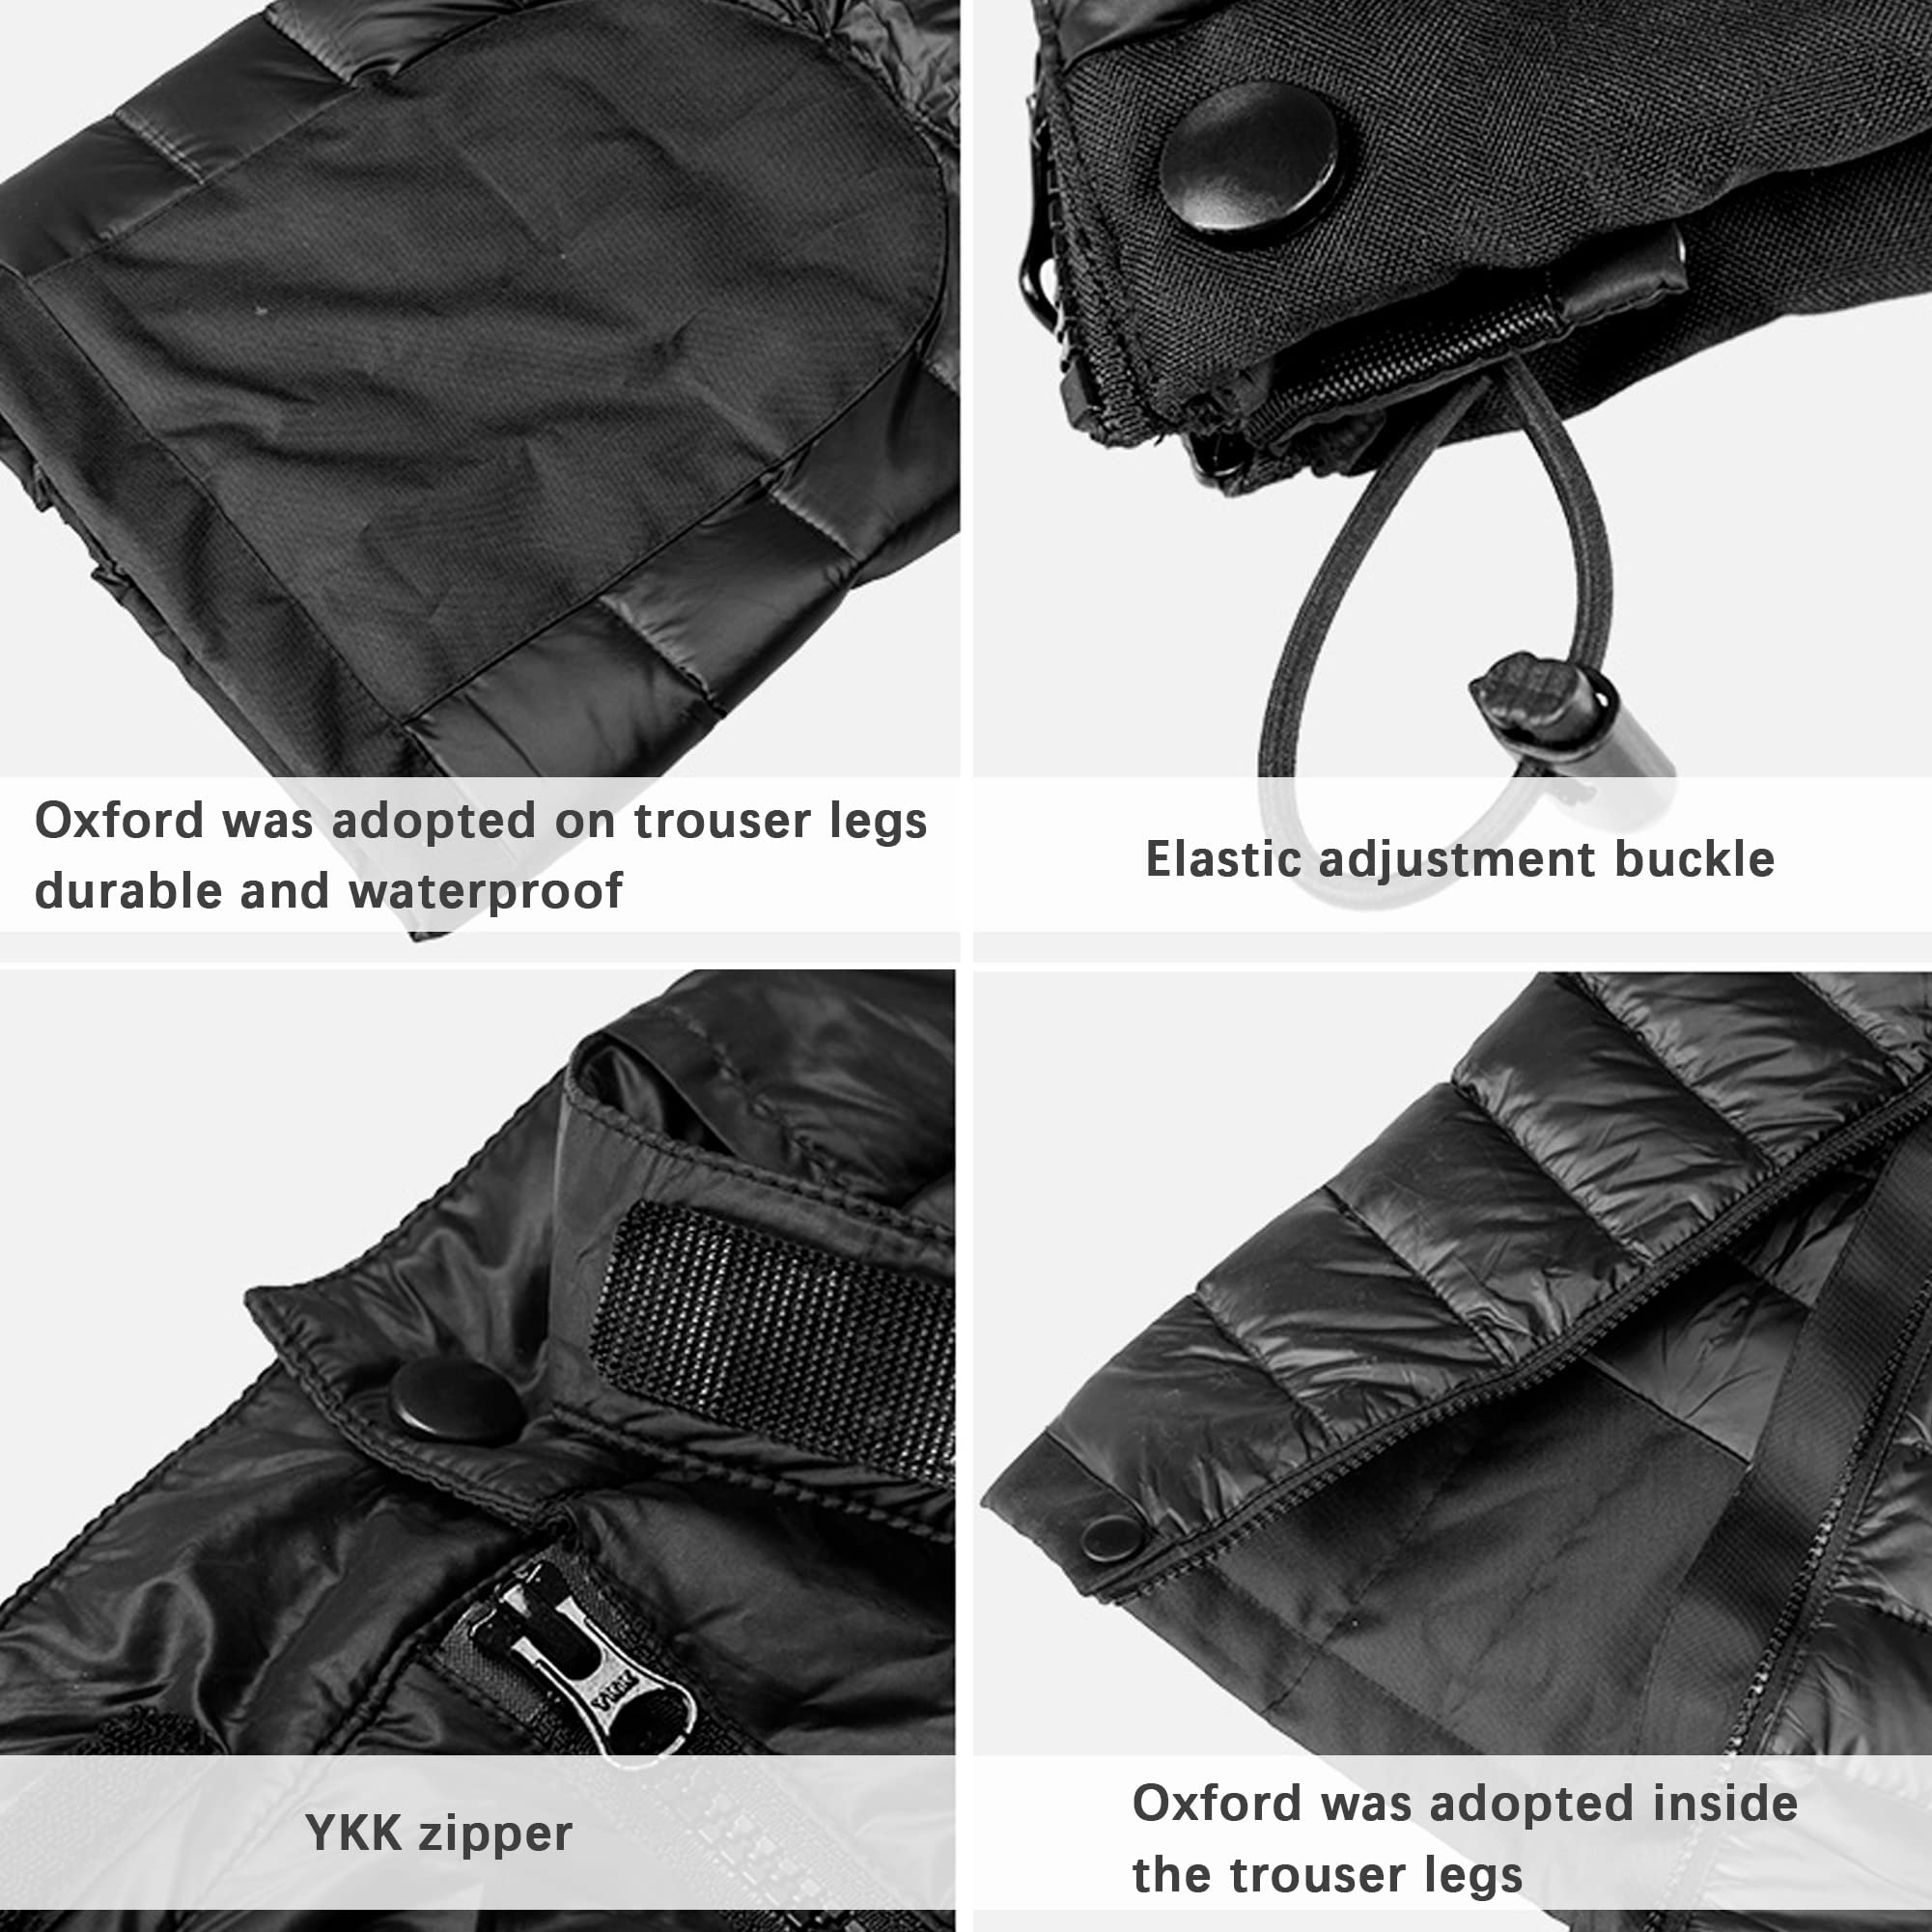 Oxford was adopted on trouser legs
durable and waterproof
Elastic adjustment buckle
YKK zipper
Oxford was adopted inside
the trouser legs